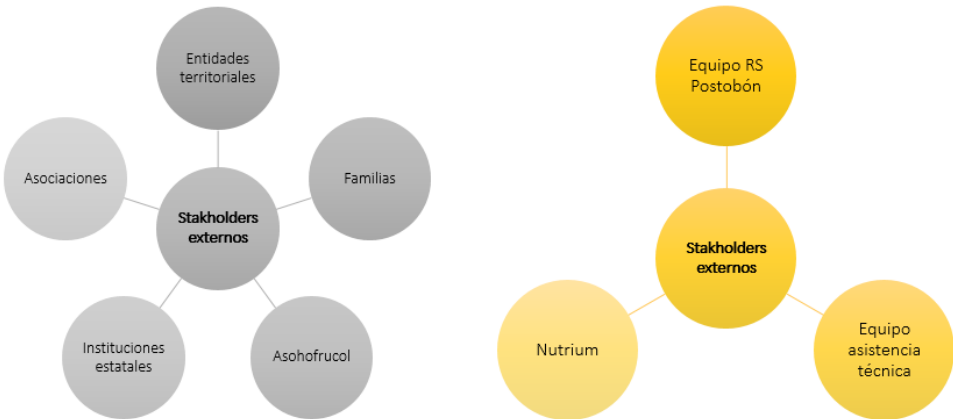 Entidades
territoriales
Asociaciones
Familias
Stakholders
externos
Instituciones
estatales
Asohofrucol
Equipo RS
Postobón
Stakholders
externos
Nutrium
Equipo
asistencia
técnica